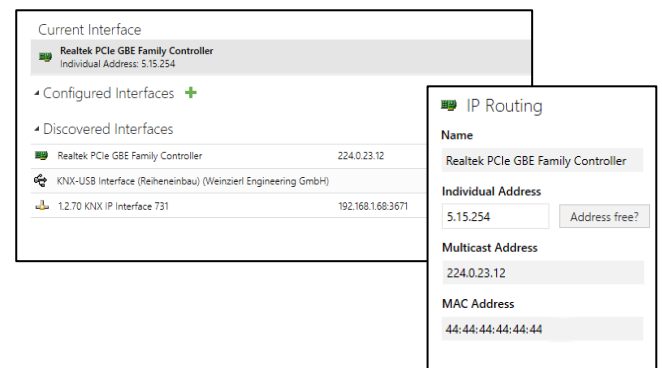 Current Interface
Realtek PCIe GBE Family Controller
Individual Address: 5.15.254
Configured Interfaces
Discovered Interfaces
Realtek PCIe GBE Family Controller 224.0.23.12
KNX-USB Interface (Reiheneinbau) (Weinzierl Engineering GmbH)
1.2.70 KNX IP Interface 731 192.168.1.68:3671
IP Routing
Name
Realtek PCIe GBE Family Controller
Individual Address
5.15.254 Address free?
Multicast Address
224.0.23.12
MAC Address
44:44:44:44:44:44